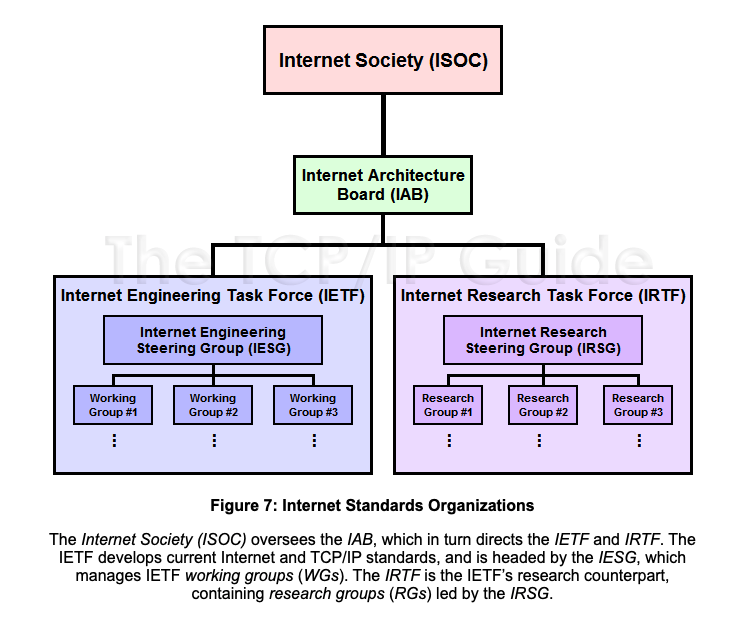 Internet Society (ISOC)
Internet Architecture
Board (IAB)
The TCP/IP Guide
Internet Engineering Task Force (IETF)
Internet Engineering
Steering Group (IESG)
Working
Group #1
Working
Group #2
Working
Group #3
Internet Research Task Force (IRTF)
Internet Research
Steering Group (IRSG)
Research
Group #1
Research
Group #2
Research
Group #3
Figure 7: Internet Standards Organizations
The Internet Society (ISOC) oversees the IAB, which in turn directs the IETF and IRTF. The
IETF develops current Internet and TCP/IP standards, and is headed by the IESG, which
manages IETF working groups (WGs). The IRTF is the IETF’s research counterpart,
containing research groups (RGs) led by the IRSG.